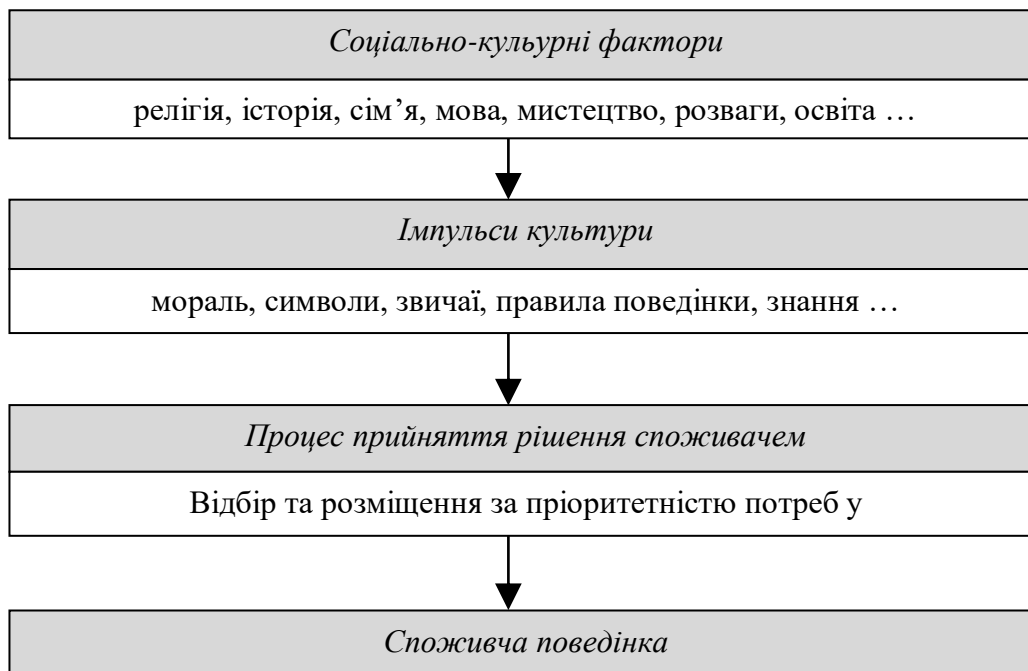 Соціально-кульурні фактори
релігія, історія, сім’я, мова, мистецтво, розваги, освіта …
Імпульси культури
мораль, символи, звичаї, правила поведінки, знання …
Процес прийняття рішення споживачем
Відбір та розміщення за пріоритетністю потреб у
Споживча поведінка